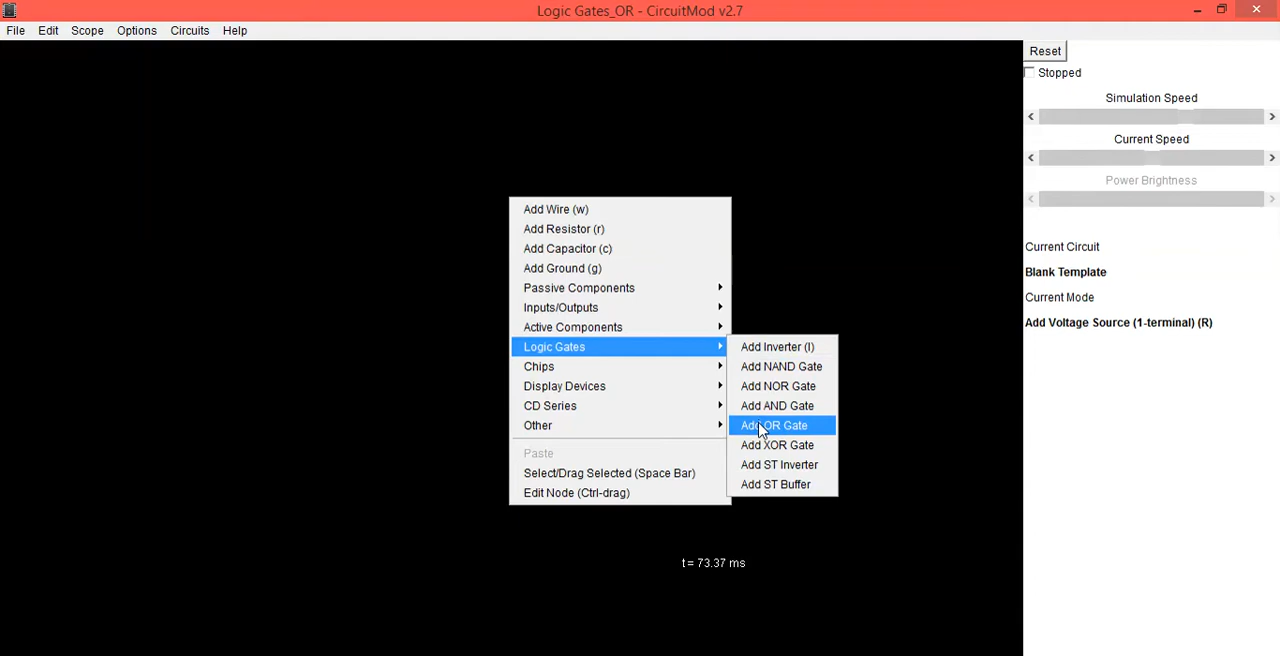 Logic Gates_OR - CircuitMod v2.7
File Edit Scope Options Circuits Help
Reset
Stopped
Simulation Speed
Current Speed
Power Brightness
Current Circuit
Blank Template
Current Mode
Add Voltage Source (1-terminal) (R)
Add Wire (w)
Add Resistor (r)
Add Capacitor (c)
Add Ground (g)
Passive Components
Inputs/Outputs
Active Components
Logic Gates
Chips
Display Devices
CD Series
Other
Paste
Select/Drag Selected (Space Bar)
Edit Node (Ctrl-drag)
Add Inverter (I)
Add NAND Gate
Add NOR Gate
Add AND Gate
Add OR Gate
Add XOR Gate
Add ST Inverter
Add ST Buffer
t = 73.37 ms